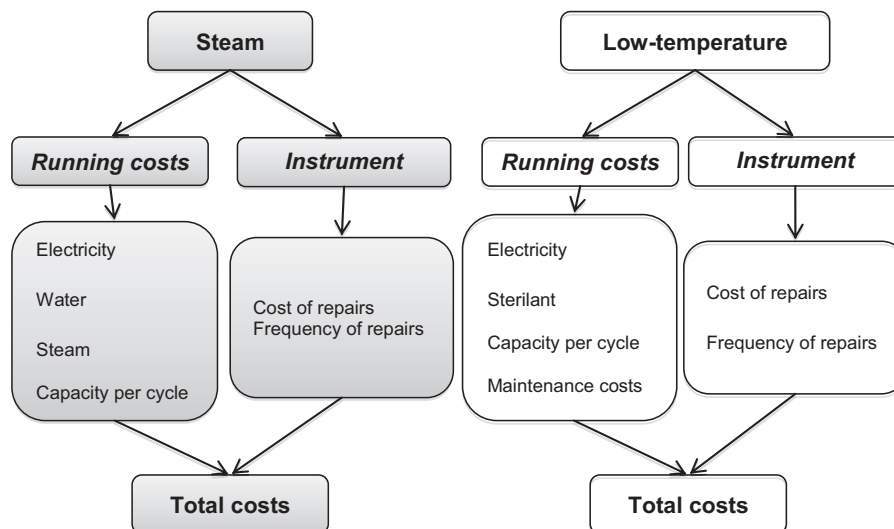 Steam
Low-temperature
Running costs
Instrument
Running costs
Instrument
Electricity
Water
Steam
Capacity per cycle
Cost of repairs
Frequency of repairs
Electricity
Sterilant
Capacity per cycle
Maintenance costs
Cost of repairs
Frequency of repairs
Total costs
Total costs